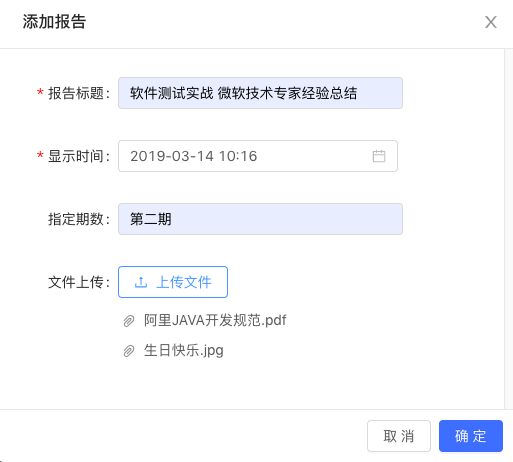 添加报告
* 报告标题: 软件测试实战 微软技术专家经验总结
* 显示时间: 2019-03-14 10:16
指定期数: 第二期
文件上传: 上传文件
阿里JAVA开发规范.pdf
生日快乐.jpg
取 消 确 定